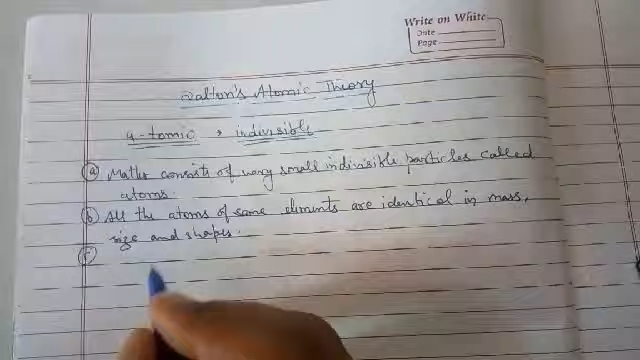 Write on White
Date
Page
Dalton's Atomic Theory
a-tomic , indivisible
(a) Matter consists of very small indivisible particles called
atoms.
(b) All the atoms of same elements are identical in mass,
size and shapes.
(c)